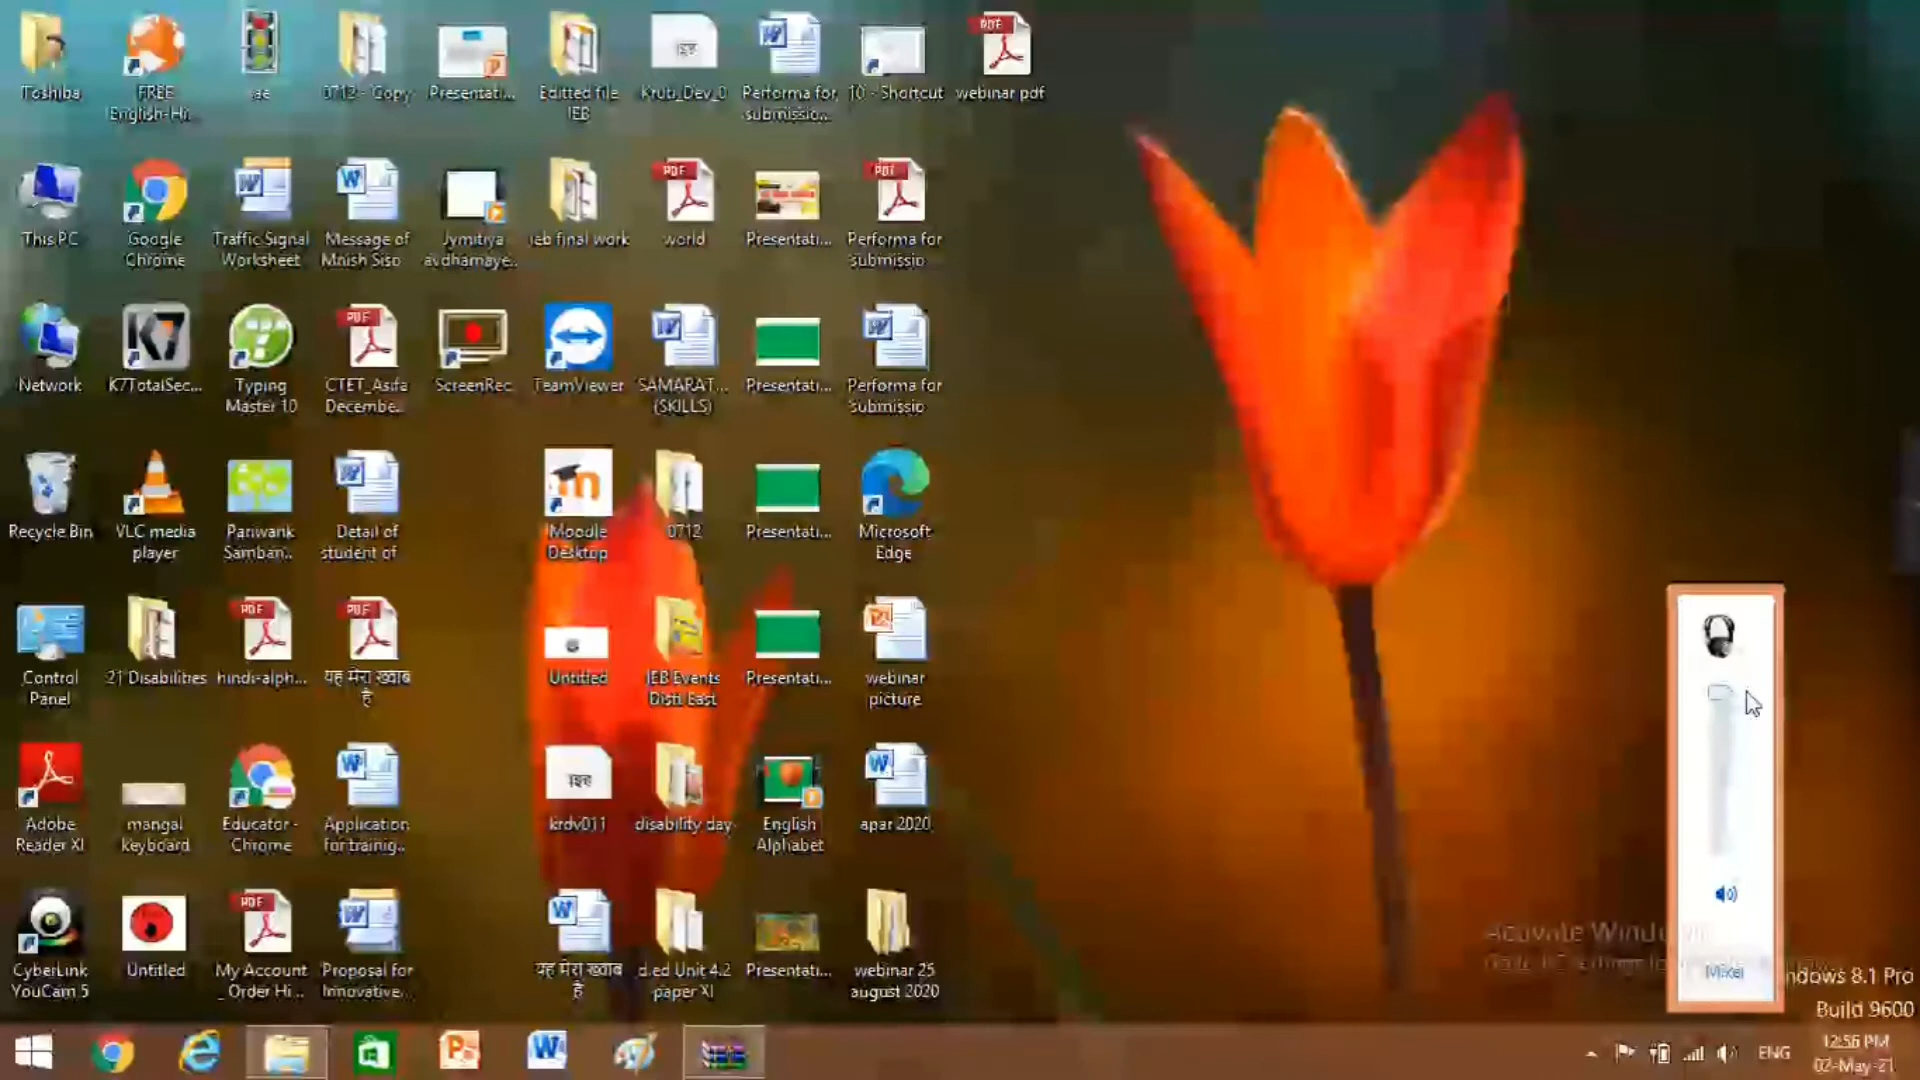 Toshiba
FREE
English-Hi...
ae
0712 - Copy
Presentati...
Editted file
IEB
Kruti_Dev_0
Performa for
submissio...
10 - Shortcut
webinar pdf
This PC
Google
Chrome
Traffic Signal
Worksheet
Message of
Mnish Siso
Jymitiya
avdhamaye..
ieb final work
world
Presentati...
Performa for
submissio
Network
K7TotalSec...
Typing
Master 10
CTET_Asifa
Decembe..
ScreenRec
TeamViewer
SAMARAT...
(SKILLS)
Presentati...
Performa for
submissio
Recycle Bin
VLC media
player
Pariwank
Samban..
Detail of
student of
Moodle
Desktop
0712
Presentati...
Microsoft
Edge
Control
Panel
21 Disabilities
hindi-alph...
यह मेरा ख्वाब
है
Untitled
IEB Events
Distt East
Presentati...
webinar
picture
Adobe
Reader XI
mangal
keyboard
Educator -
Chrome
Application
for trainig..
krdv011
disability day
English
Alphabet
apar 2020
CyberLink
YouCam 5
Untitled
My Account
_ Order Hi...
Proposal for
Innovative...
यह मेरा ख्वाब
है
d.ed Unit 4.2
paper XI
Presentati...
webinar 25
august 2020
Mixer
ndows 8.1 Pro
Build 9600
ENG
12:56 PM
02-May-21